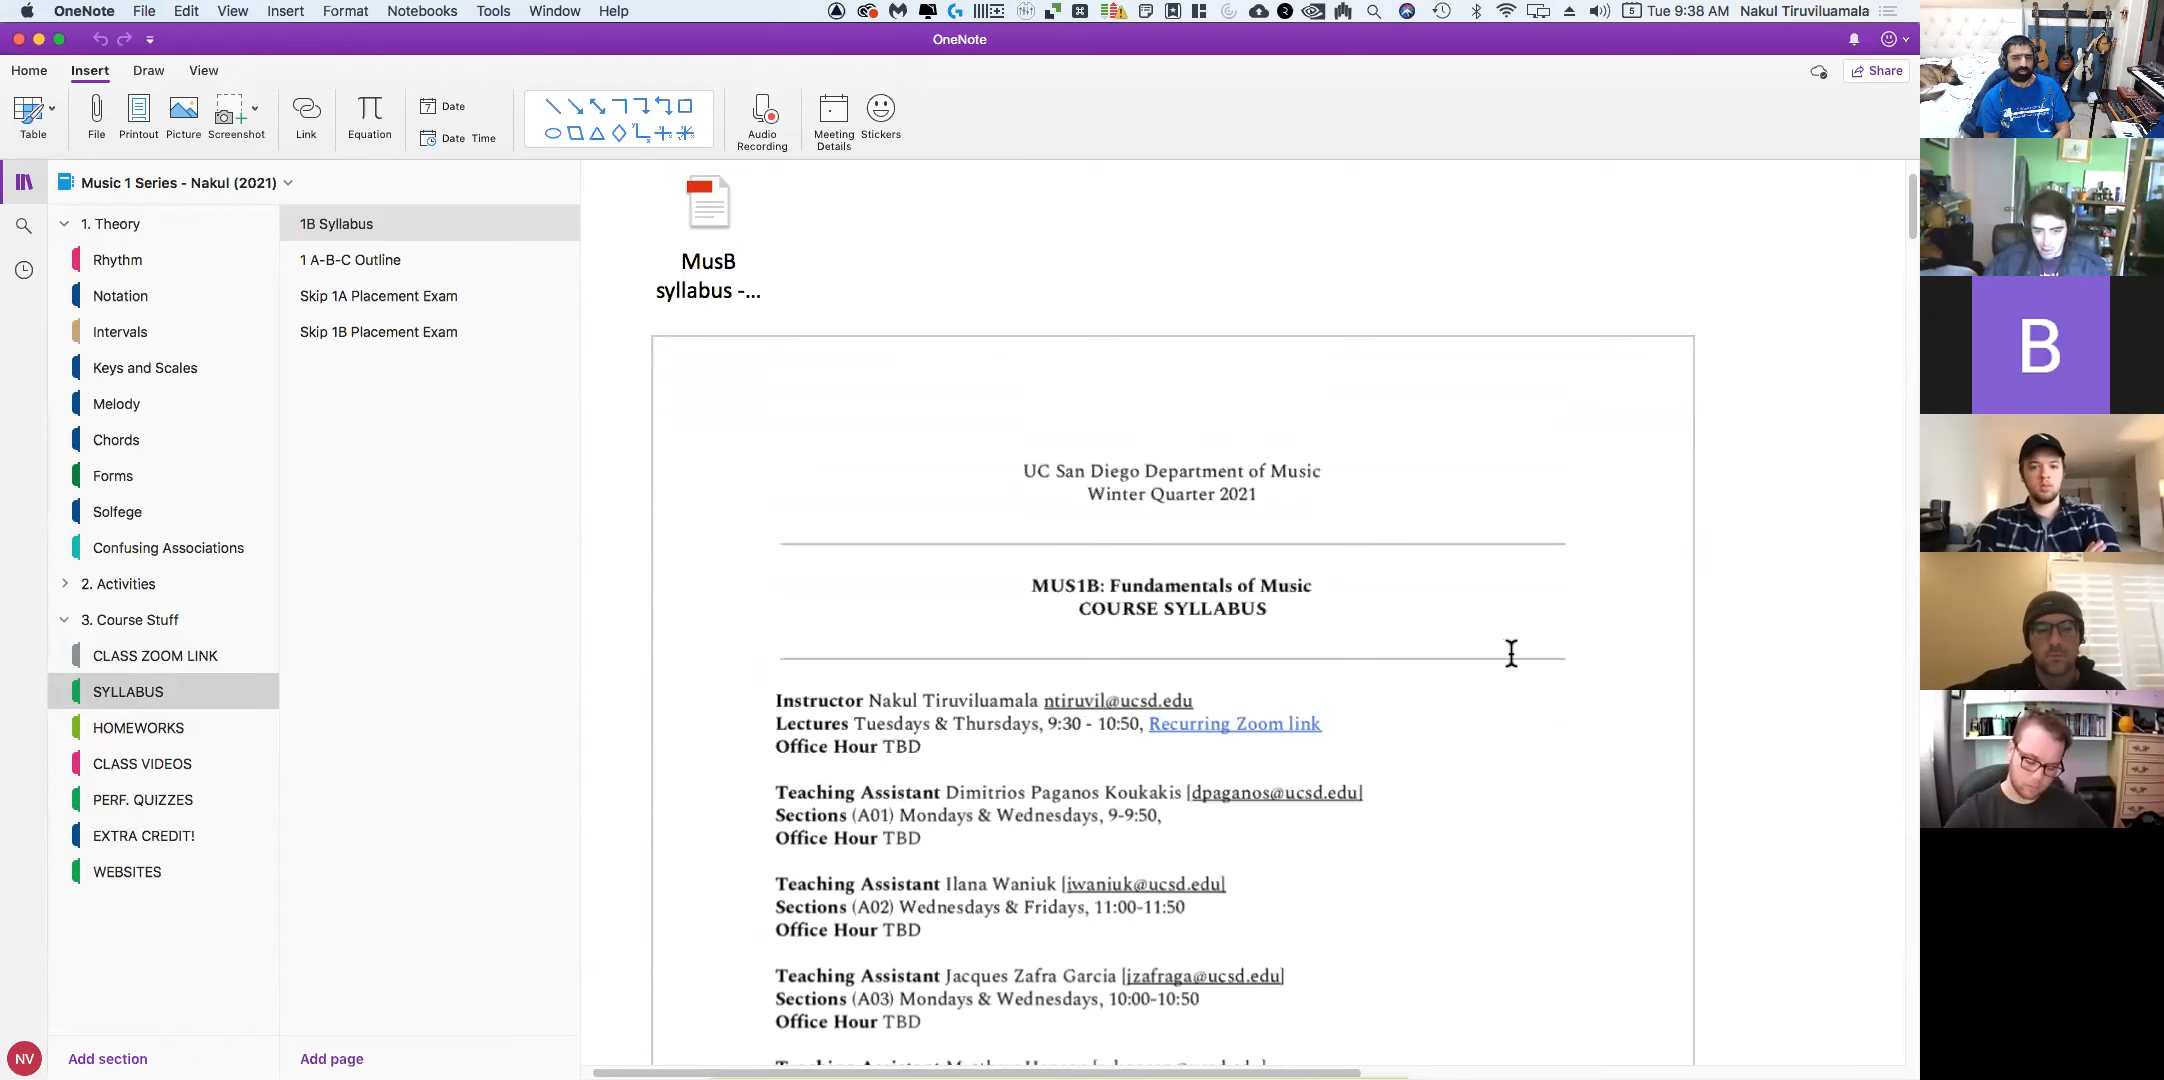 OneNote File Edit View Insert Format Notebooks Tools Window Help
Tue 9:38 AM Nakul Tiruviluamala
OneNote
Home Insert Draw View
Share
Table File Printout Picture Screenshot Link Equation
Date
Date Time
Audio Recording
Meeting Details
Stickers
Music 1 Series - Nakul (2021)
1. Theory
Rhythm
Notation
Intervals
Keys and Scales
Melody
Chords
Forms
Solfege
Confusing Associations
2. Activities
3. Course Stuff
CLASS ZOOM LINK
SYLLABUS
HOMEWORKS
CLASS VIDEOS
PERF. QUIZZES
EXTRA CREDIT!
WEBSITES
NV
Add section
1B Syllabus
1 A-B-C Outline
Skip 1A Placement Exam
Skip 1B Placement Exam
Add page
MusB
syllabus -...
UC San Diego Department of Music
Winter Quarter 2021
MUS1B: Fundamentals of Music
COURSE SYLLABUS
Instructor Nakul Tiruviluamala ntiruvil@ucsd.edu
Lectures Tuesdays & Thursdays, 9:30 - 10:50, Recurring Zoom link
Office Hour TBD
Teaching Assistant Dimitrios Paganos Koukakis [dpaganos@ucsd.edu]
Sections (A01) Mondays & Wednesdays, 9-9:50,
Office Hour TBD
Teaching Assistant Ilana Waniuk [iwaniuk@ucsd.edu]
Sections (A02) Wednesdays & Fridays, 11:00-11:50
Office Hour TBD
Teaching Assistant Jacques Zafra Garcia [jzafraga@ucsd.edu]
Sections (A03) Mondays & Wednesdays, 10:00-10:50
Office Hour TBD
B